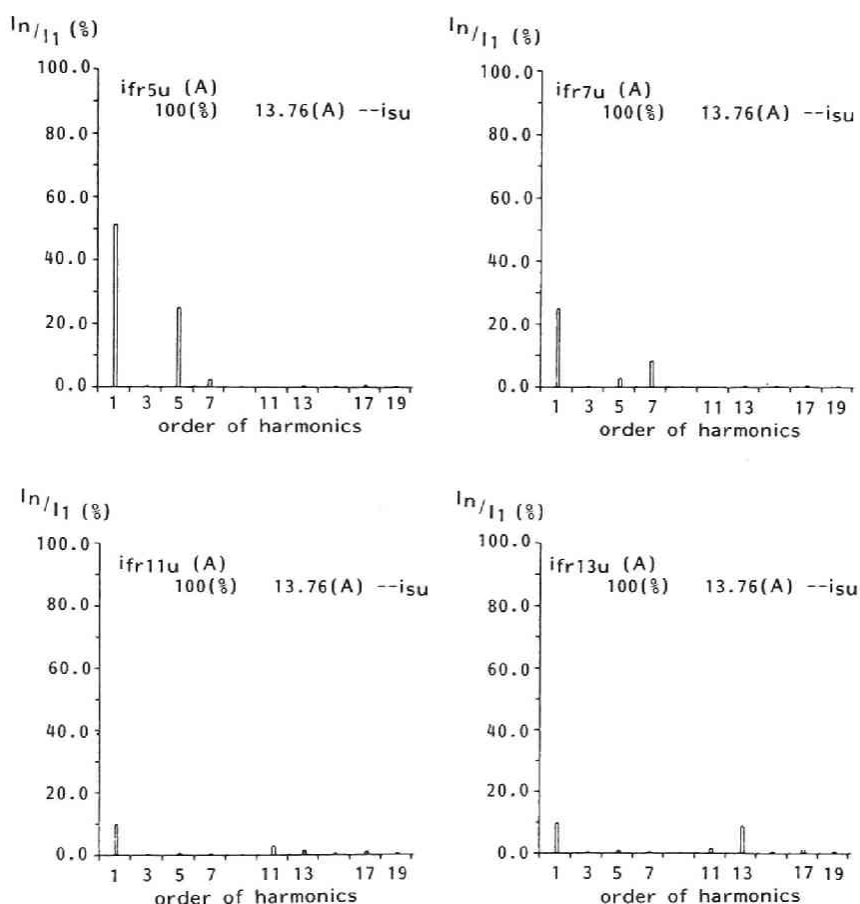 In/I1 (%)
100.0
80.0
60.0
40.0
20.0
0.0
ifr5u (A)
100(%) 13.76(A) --isu
1 3 5 7 11 13 17 19
order of harmonics
In/I1 (%)
100.0
80.0
60.0
40.0
20.0
0.0
ifr7u (A)
100(%) 13.76(A) --isu
1 3 5 7 11 13 17 19
order of harmonics
In/I1 (%)
100.0
80.0
60.0
40.0
20.0
0.0
ifr11u (A)
100(%) 13.76(A) --isu
1 3 5 7 11 13 17 19
order of harmonics
In/I1 (%)
100.0
80.0
60.0
40.0
20.0
0.0
ifr13u (A)
100(%) 13.76(A) --isu
1 3 5 7 11 13 17 19
order of harmonics